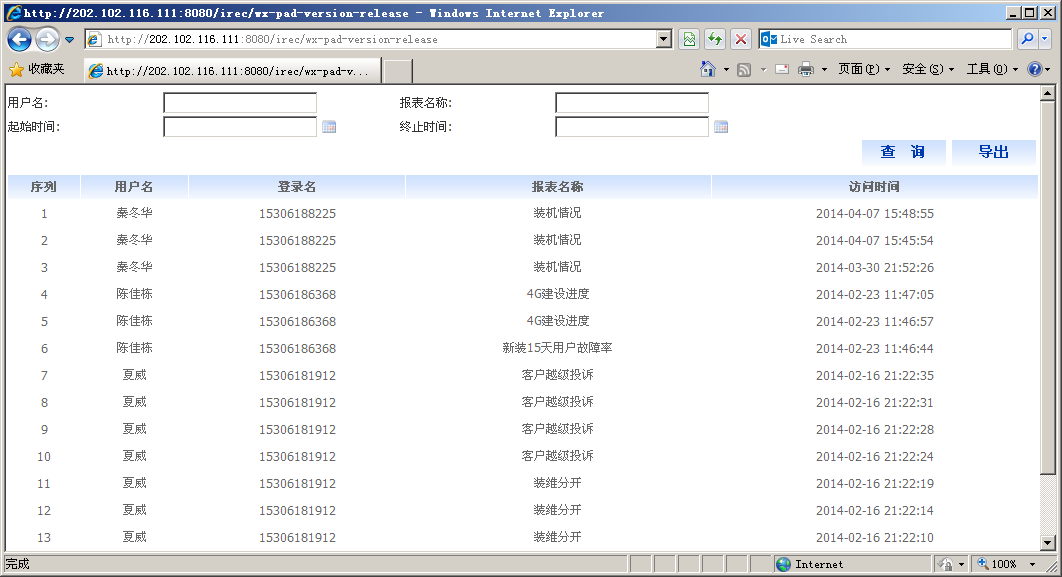 http://202.102.116.111:8080/irec/wx-pad-version-release - Windows Internet Explorer
http://202.102.116.111:8080/irec/wx-pad-version-release Live Search
收藏夹 http://202.102.116.111:8080/irec/wx-pad-v... 页面(P) 安全(S) 工具(O)
用户名: 报表名称:
起始时间: 终止时间:
查 询 导出
序列 用户名 登录名 报表名称 访问时间
1 秦冬华 15306188225 装机情况 2014-04-07 15:48:55
2 秦冬华 15306188225 装机情况 2014-04-07 15:45:54
3 秦冬华 15306188225 装机情况 2014-03-30 21:52:26
4 陈佳栋 15306186368 4G建设进度 2014-02-23 11:47:05
5 陈佳栋 15306186368 4G建设进度 2014-02-23 11:46:57
6 陈佳栋 15306186368 新装15天用户故障率 2014-02-23 11:46:44
7 夏威 15306181912 客户越级投诉 2014-02-16 21:22:35
8 夏威 15306181912 客户越级投诉 2014-02-16 21:22:31
9 夏威 15306181912 客户越级投诉 2014-02-16 21:22:28
10 夏威 15306181912 客户越级投诉 2014-02-16 21:22:24
11 夏威 15306181912 装维分开 2014-02-16 21:22:19
12 夏威 15306181912 装维分开 2014-02-16 21:22:14
13 夏威 15306181912 装维分开 2014-02-16 21:22:10
完成 Internet 100%